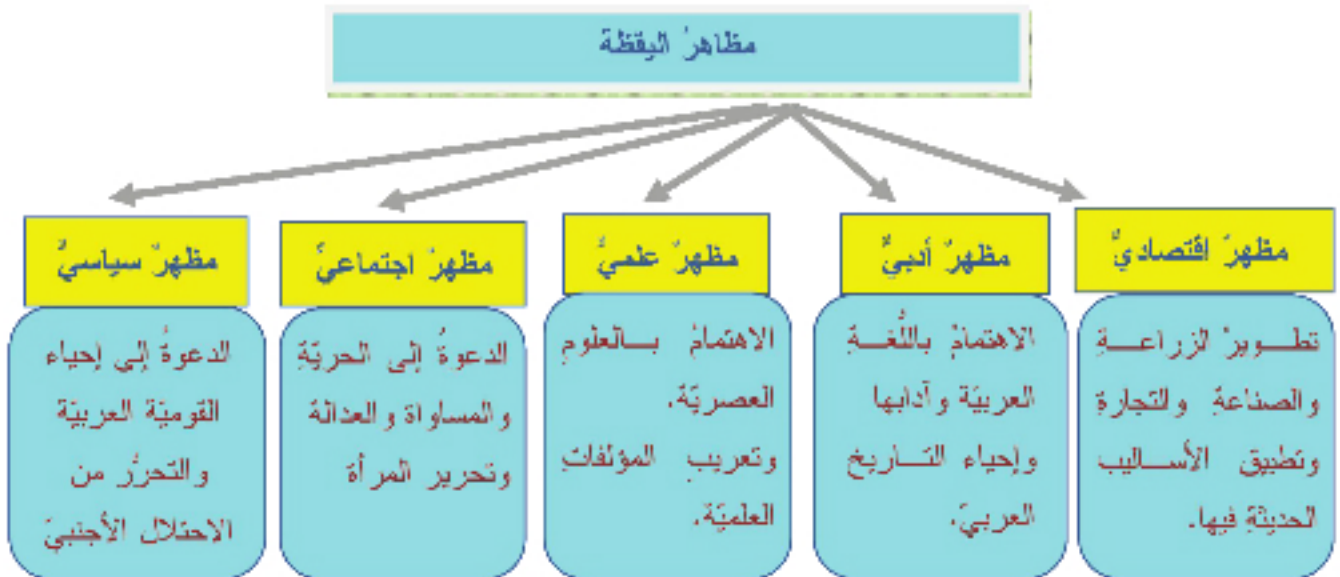 مظاهرُ اليقظة
مظهرٌ اقتصاديٌّ
تطويرُ الزراعةِ
والصناعةِ والتجارةِ
وتطبيق الأساليب
الحديثةِ فيها.
مظهرٌ أدبيٌّ
الاهتمامُ باللُّغةِ
العربيّة وآدابها
وإحياء التاريخ
العربيّ.
مظهرٌ علميٌّ
الاهتمامُ بالعلوم
العصريّة،
وتعريبِ المؤلفاتِ
العلميّة.
مظهرٌ اجتماعيٌّ
الدعوةُ إلى الحريّةِ
والمساواة والعدالة
وتحرير المرأة
مظهرٌ سياسيٌّ
الدعوةُ إلى إحياء
القوميّة العربيّة
والتحرُّر من
الاحتلال الأجنبيّ